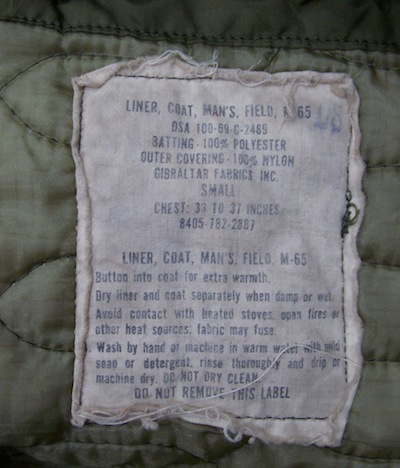 LINER, COAT, MAN'S, FIELD, M-65
DSA 100-69-C-2489
BATTING - 100% POLYESTER
OUTER COVERING - 100% NYLON
GIBRALTAR FABRICS INC.
SMALL
CHEST: 33 TO 37 INCHES
8405-782-2887
LINER, COAT, MAN'S, FIELD, M-65
Button into coat for extra warmth.
Dry liner and coat separately when damp or wet.
Avoid contact with heated stoves, open fires or
other heat sources; fabric may fuse.
Wash by hand or machine in warm water with mild
soap or detergent, rinse thoroughly and drip or
machine dry. DO NOT DRY CLEAN
DO NOT REMOVE THIS LABEL